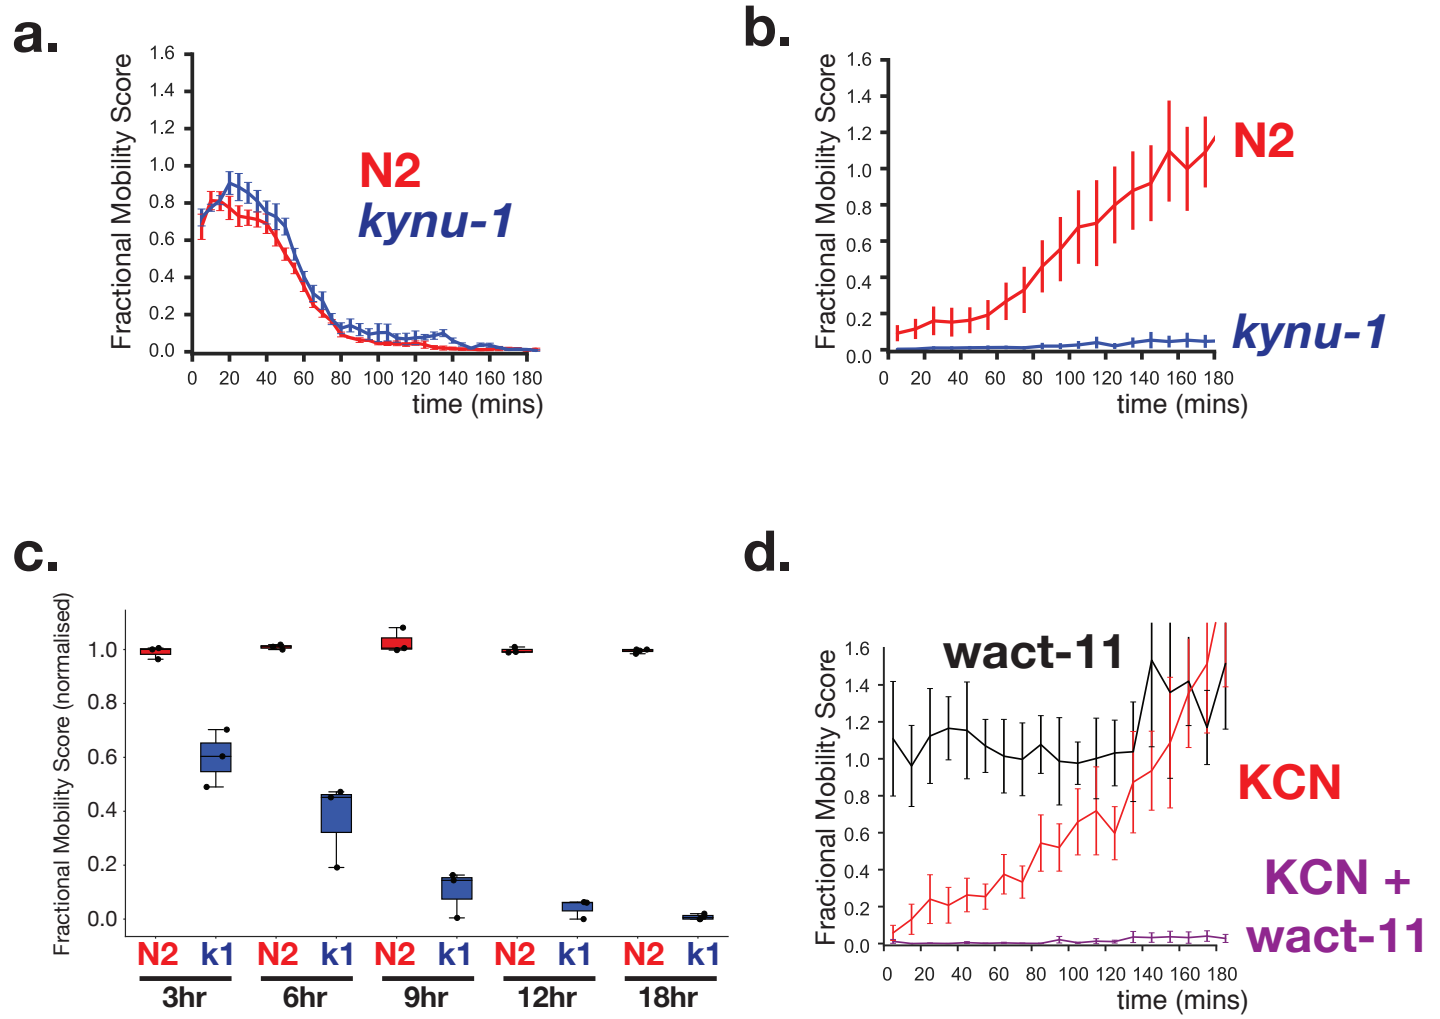 a.
Fractional Mobility Score
1.6
1.4
1.2
1.0
0.8
0.6
0.4
0.2
0.0
0 20 40 60 80 100 120 140 160 180
time (mins)
N2
kynu-1
b.
Fractional Mobility Score
1.6
1.4
1.2
1.0
0.8
0.6
0.4
0.2
0.0
0 20 40 60 80 100 120 140 160 180
time (mins)
N2
kynu-1
c.
Fractional Mobility Score (normalised)
1.0
0.8
0.6
0.4
0.2
0.0
N2 k1 N2 k1 N2 k1 N2 k1 N2 k1
3hr 6hr 9hr 12hr 18hr
d.
Fractional Mobility Score
1.6
1.4
1.2
1.0
0.8
0.6
0.4
0.2
0.0
0 20 40 60 80 100 120 140 160 180
time (mins)
wact-11
KCN
KCN +
wact-11